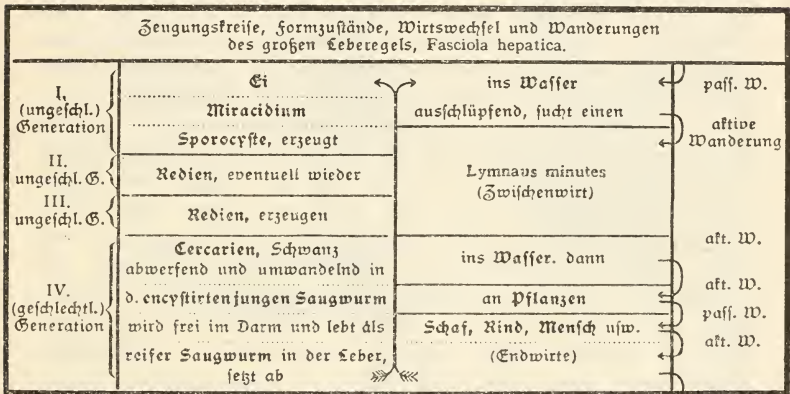 Zeugungskreise, Formzustände, Wirtswechsel und Wanderungen
des großen Leberegels, Fasciola hepatica.
I.
(ungeschl.)
Generation
Ei
ins Wasser
pass. W.
Miracidium
ausschlüpfend, sucht einen
aktive
Wanderung
Sporocyste, erzeugt
II.
ungeschl. G.
Redien, eventuell wieder
Lymnaus minutes
(Zwischenwirt)
III.
ungeschl. G.
Redien, erzeugen
IV.
(geschlechtl.)
Generation
Cercarien, Schwanz
abwerfend und umwandelnd in
ins Wasser. dann
akt. W.
d. encystirten jungen Saugwurm
an Pflanzen
akt. W.
wird frei im Darm und lebt als
Schaf, Rind, Mensch usw.
pass. W.
reifer Saugwurm in der Leber,
setzt ab
(Endwirte)
akt. W.